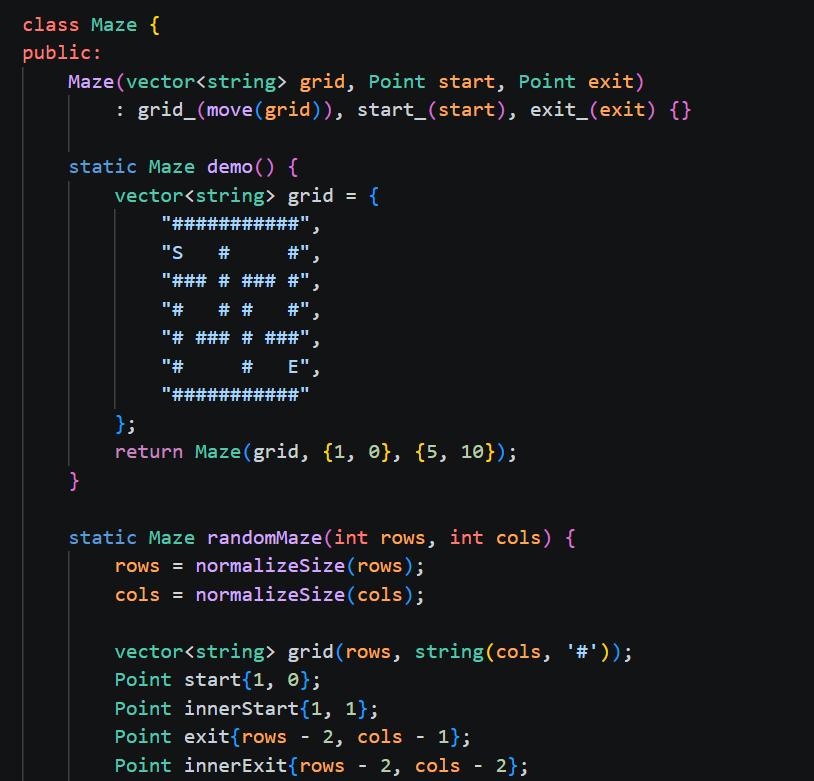 class Maze {
public:
    Maze(vector<string> grid, Point start, Point exit)
        : grid_(move(grid)), start_(start), exit_(exit) {}

    static Maze demo() {
        vector<string> grid = {
            "###########",
            "S   #     #",
            "### # ### #",
            "#   # #   #",
            "# ### # ###",
            "#     #   E",
            "###########"
        };
        return Maze(grid, {1, 0}, {5, 10});
    }

    static Maze randomMaze(int rows, int cols) {
        rows = normalizeSize(rows);
        cols = normalizeSize(cols);

        vector<string> grid(rows, string(cols, '#'));
        Point start{1, 0};
        Point innerStart{1, 1};
        Point exit{rows - 2, cols - 1};
        Point innerExit{rows - 2, cols - 2};